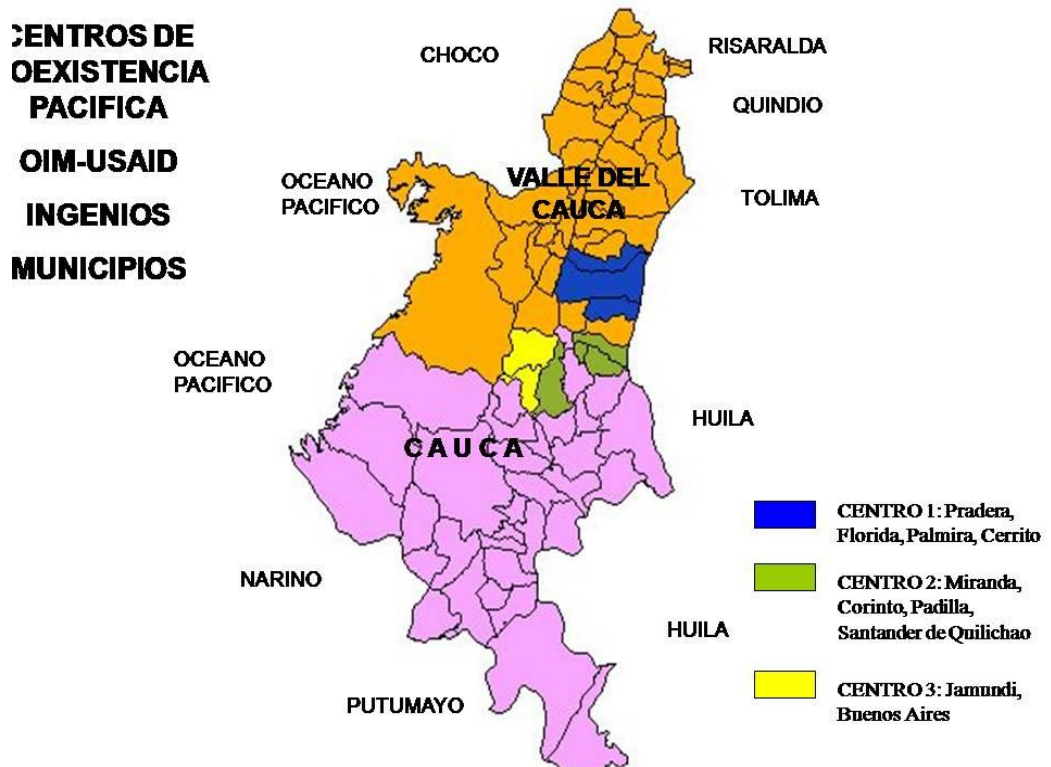 CENTROS DE
OEXISTENCIA
PACIFICA
OIM-USAID
INGENIOS
MUNICIPIOS
CHOCO
RISARALDA
QUINDIO
OCEANO
PACIFICO
VALLE DEL
CAUCA
TOLIMA
OCEANO
PACIFICO
HUILA
CAUCA
NARINO
HUILA
PUTUMAYO
CENTRO 1: Pradera,
Florida, Palmira, Cerrito
CENTRO 2: Miranda,
Corinto, Padilla,
Santander de Quilichao
CENTRO 3: Jamundi,
Buenos Aires